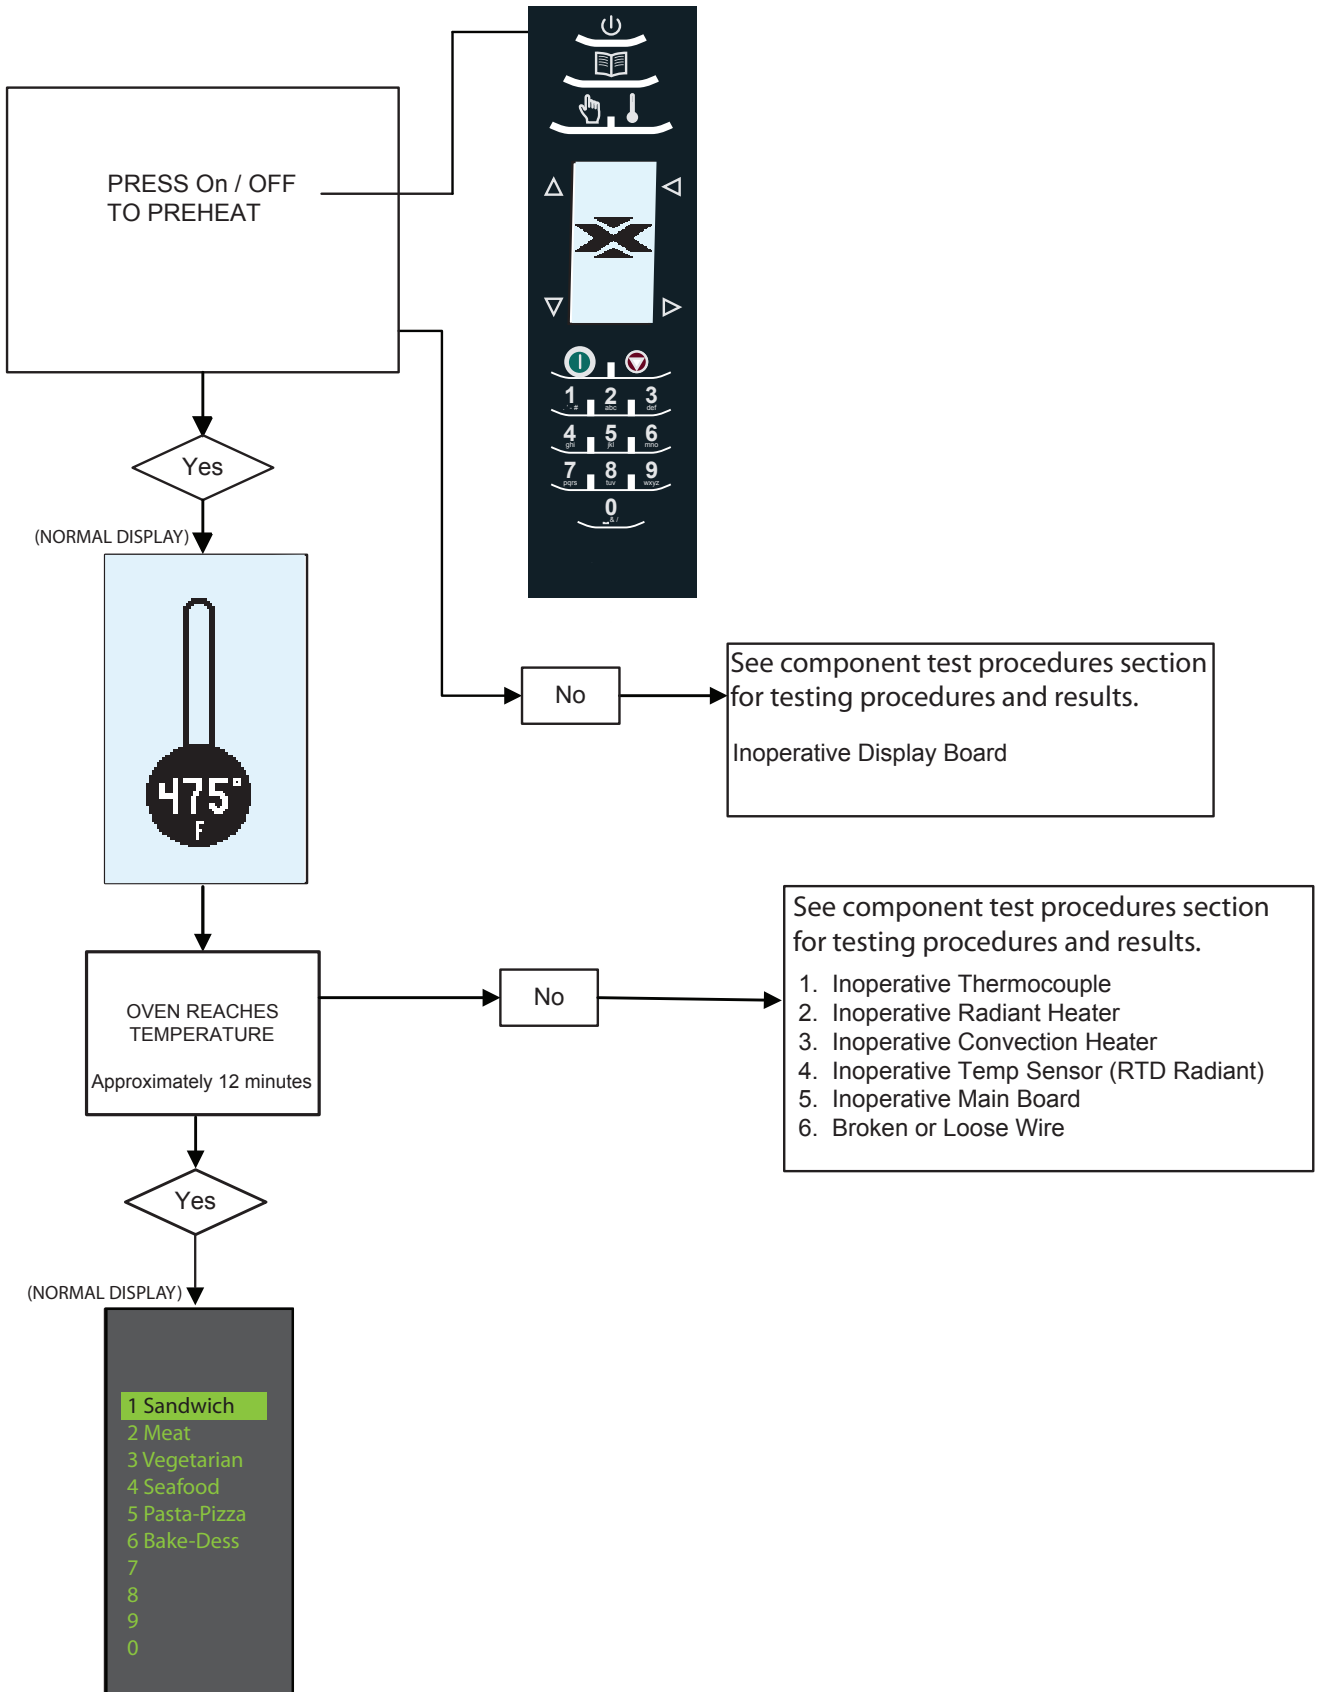 PRESS On / OFF
TO PREHEAT
1 2 3
. ' - # abc def
4 5 6
ghi jkl mno
7 8 9
pqrs tuv wxyz
0
& /
Yes
(NORMAL DISPLAY)
475°
F
No
See component test procedures section
for testing procedures and results.
Inoperative Display Board
OVEN REACHES
TEMPERATURE
Approximately 12 minutes
No
See component test procedures section
for testing procedures and results.
1. Inoperative Thermocouple
2. Inoperative Radiant Heater
3. Inoperative Convection Heater
4. Inoperative Temp Sensor (RTD Radiant)
5. Inoperative Main Board
6. Broken or Loose Wire
Yes
(NORMAL DISPLAY)
1 Sandwich
2 Meat
3 Vegetarian
4 Seafood
5 Pasta-Pizza
6 Bake-Dess
7
8
9
0